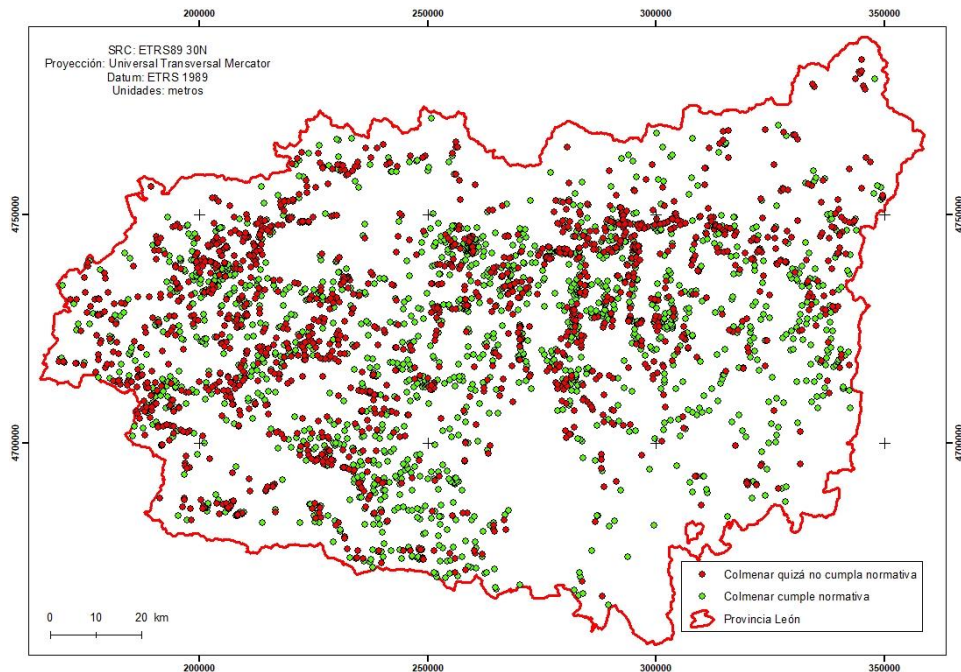 200000 250000 300000 350000
SRC: ETRS89 30N
Proyección: Universal Transversal Mercator
Datum: ETRS 1989
Unidades: metros
4750000 4750000
4700000 4700000
Colmenar quizá no cumpla normativa
Colmenar cumple normativa
Provincia León
0 10 20 km
200000 250000 300000 350000